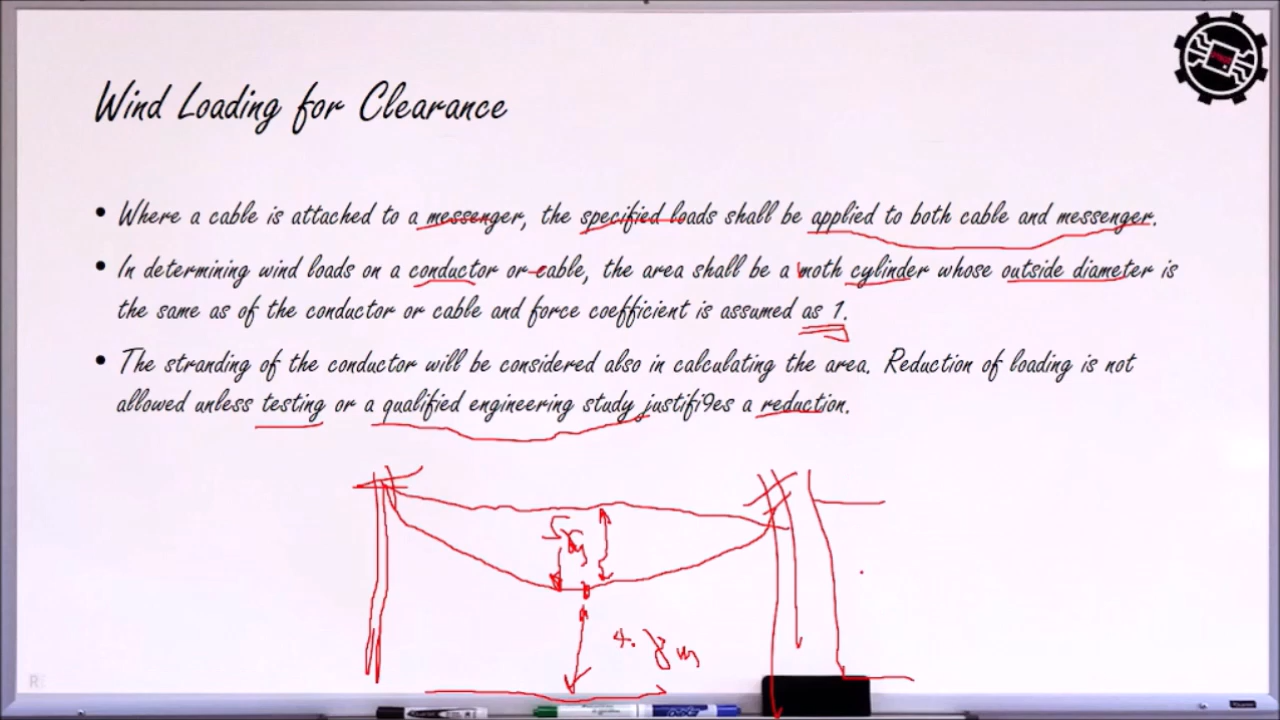 Wind Loading for Clearance
• Where a cable is attached to a messenger, the specified loads shall be applied to both cable and messenger.
• In determining wind loads on a conductor or cable, the area shall be a moth cylinder whose outside diameter is
the same as of the conductor or cable and force coefficient is assumed as 1.
• The stranding of the conductor will be considered also in calculating the area. Reduction of loading is not
allowed unless testing or a qualified engineering study justifi9es a reduction.